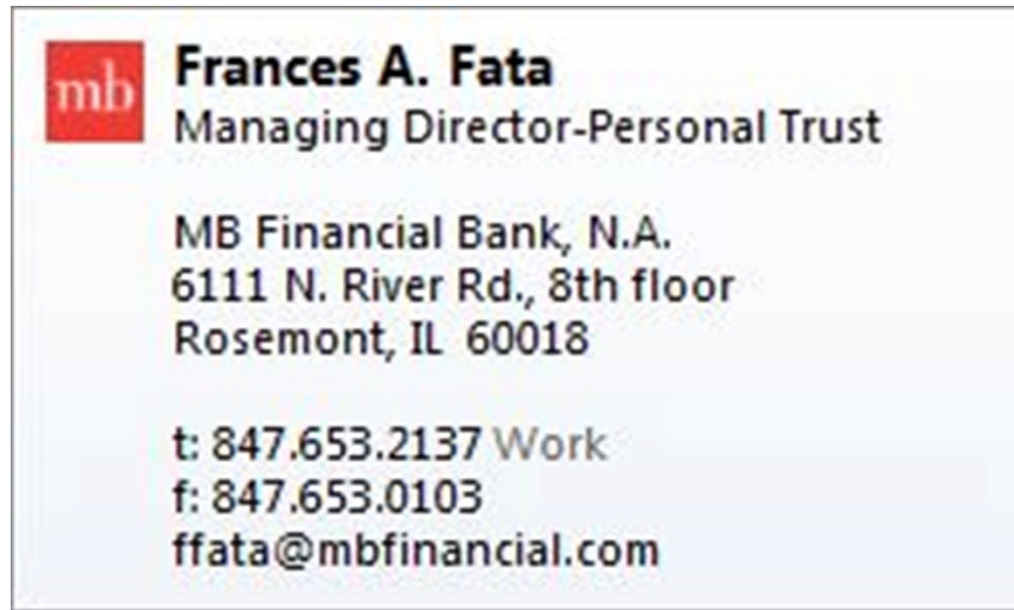 mb
Frances A. Fata
Managing Director-Personal Trust
MB Financial Bank, N.A.
6111 N. River Rd., 8th floor
Rosemont, IL 60018
t: 847.653.2137 Work
f: 847.653.0103
ffata@mbfinancial.com